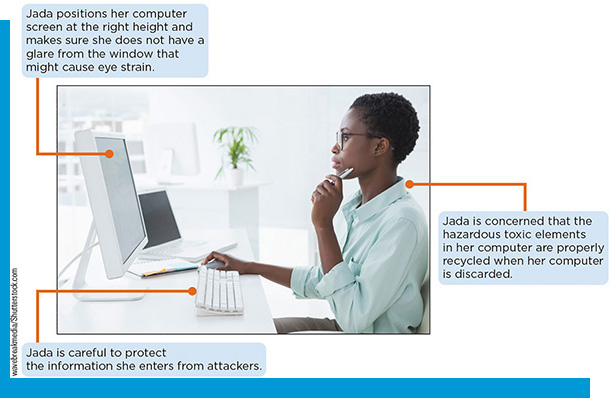 Jada positions her computer
screen at the right height and
makes sure she does not have a
glare from the window that
might cause eye strain.
Jada is concerned that the
hazardous toxic elements
in her computer are properly
recycled when her computer
is discarded.
wavebreakmedia/Shutterstock.com
Jada is careful to protect
the information she enters from attackers.